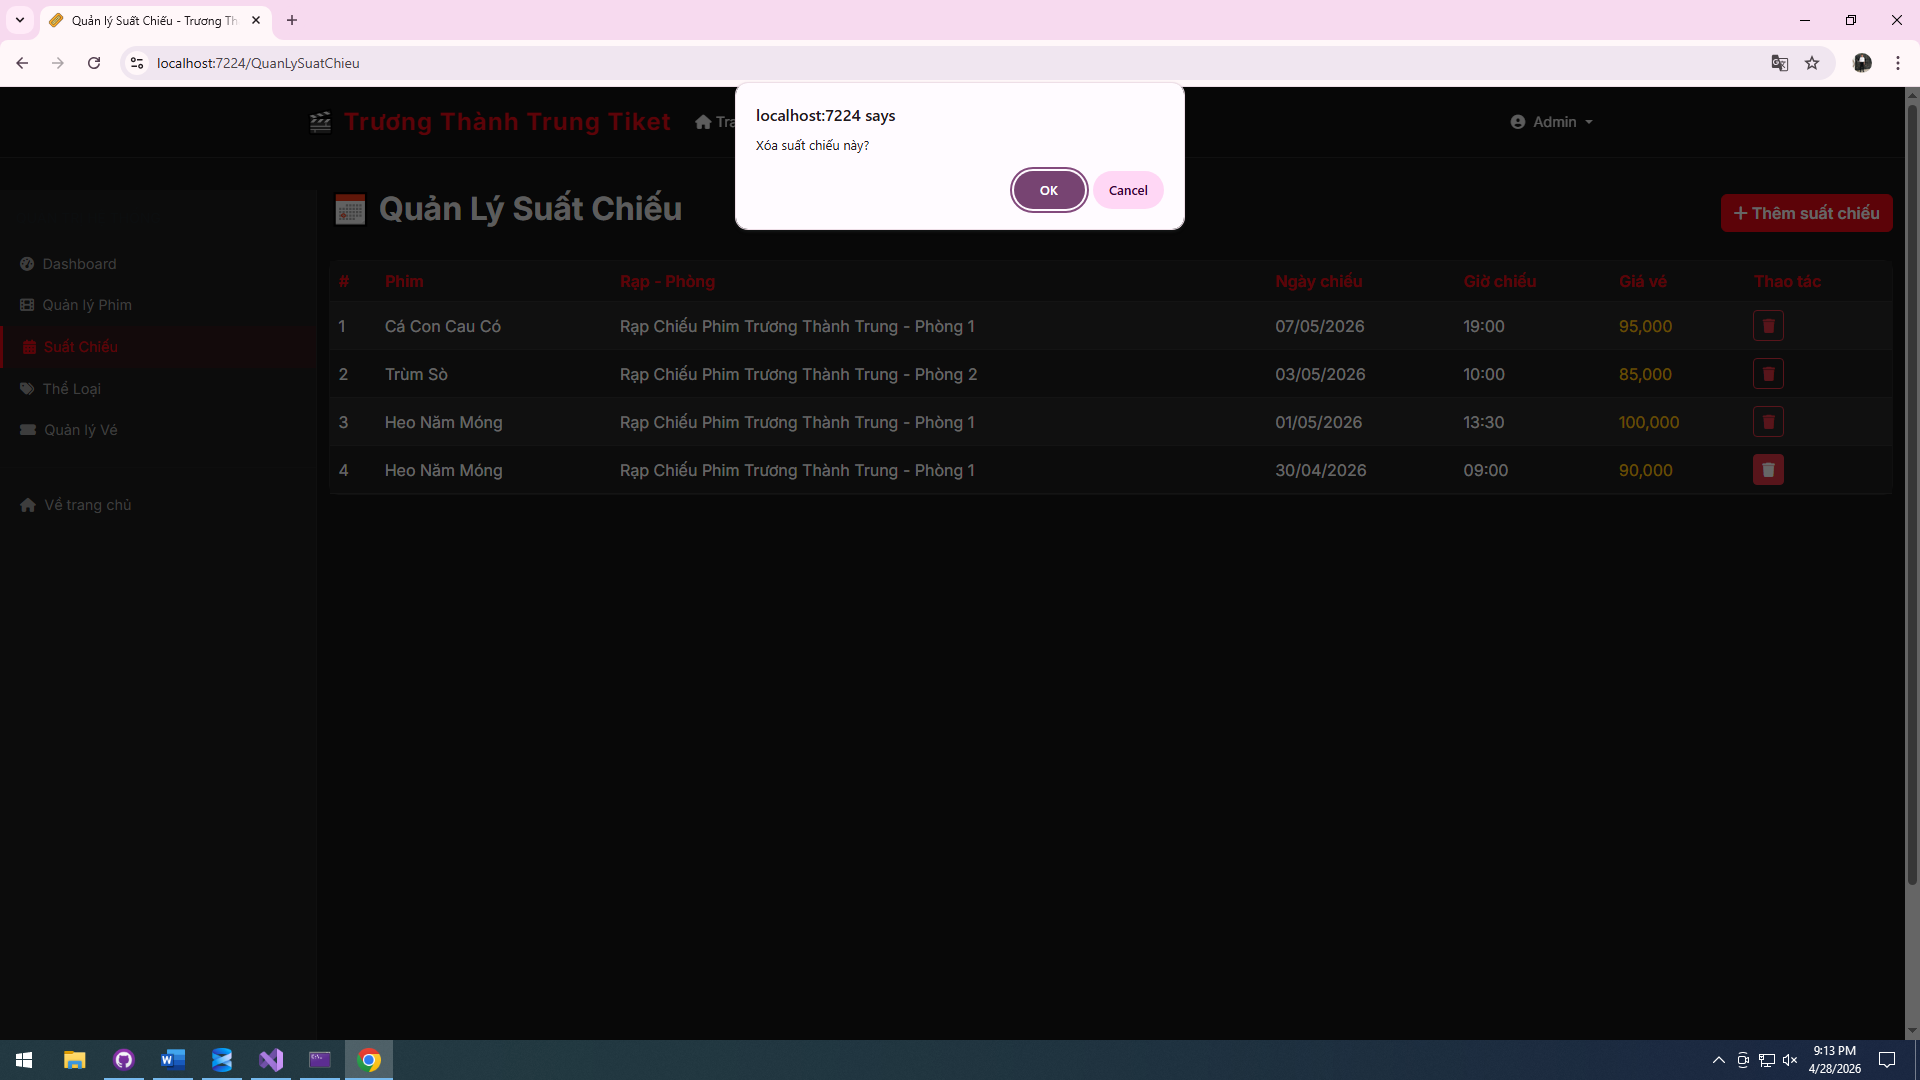 Quản lý Suất Chiếu - Trương Th
localhost:7224/QuanLySuatChieu
localhost:7224 says
Xóa suất chiếu này?
OK
Cancel
Trương Thành Trung Tiket
Admin
Quản Lý Suất Chiếu
Thêm suất chiếu
Dashboard
Quản lý Phim
Suất Chiếu
Thể Loại
Quản lý Vé
Về trang chủ
# Phim Rạp - Phòng Ngày chiếu Giờ chiếu Giá vé Thao tác
1 Cá Con Cau Có Rạp Chiếu Phim Trương Thành Trung - Phòng 1 07/05/2026 19:00 95,000
2 Trùm Sò Rạp Chiếu Phim Trương Thành Trung - Phòng 2 03/05/2026 10:00 85,000
3 Heo Năm Móng Rạp Chiếu Phim Trương Thành Trung - Phòng 1 01/05/2026 13:30 100,000
4 Heo Năm Móng Rạp Chiếu Phim Trương Thành Trung - Phòng 1 30/04/2026 09:00 90,000
9:13 PM
4/28/2026